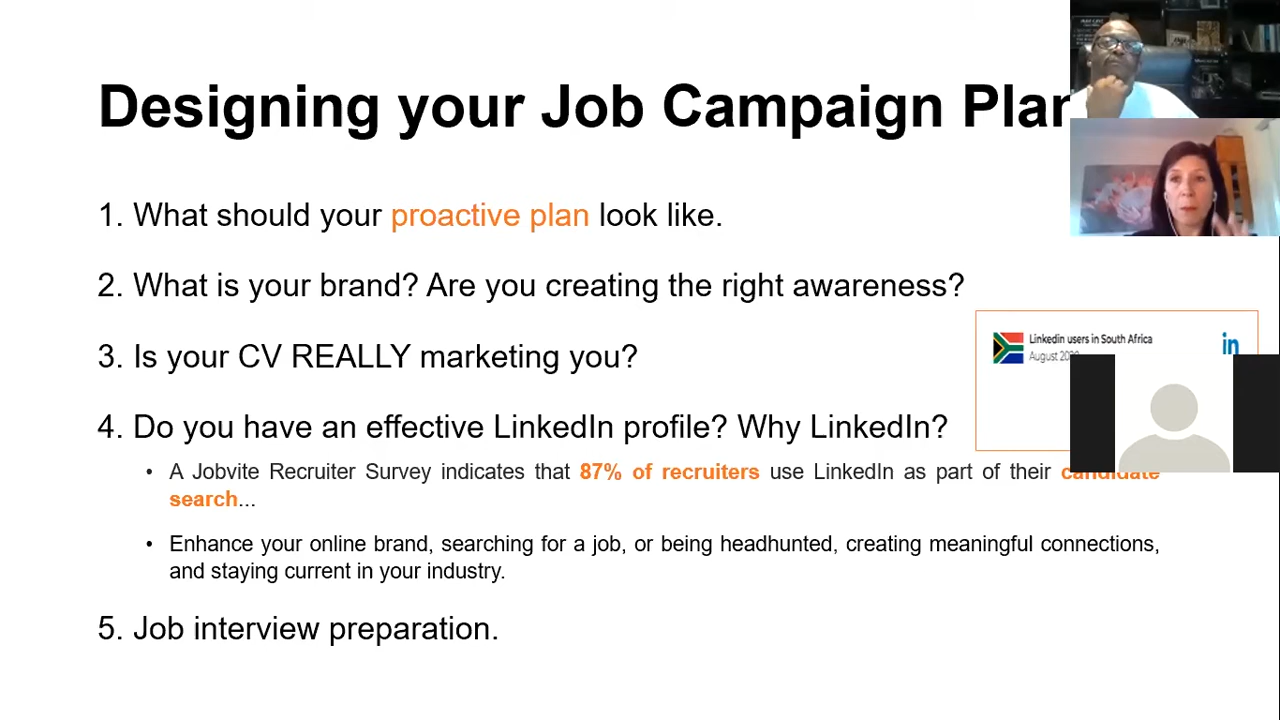 Designing your Job Campaign Plan
1. What should your proactive plan look like.
2. What is your brand? Are you creating the right awareness?
Linkedin users in South Africa
in
August
3. Is your CV REALLY marketing you?
4. Do you have an effective LinkedIn profile? Why LinkedIn?
• A Jobvite Recruiter Survey indicates that 87% of recruiters use LinkedIn as part of their candidate
search...
• Enhance your online brand, searching for a job, or being headhunted, creating meaningful connections,
and staying current in your industry.
5. Job interview preparation.